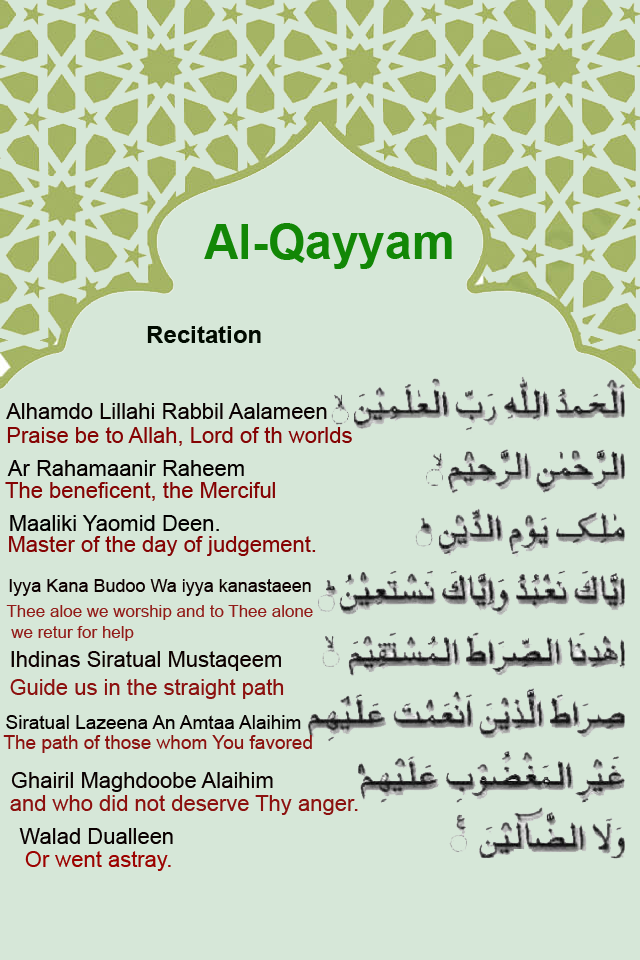 Al-Qayyam
Recitation
Alhamdo Lillahi Rabbil Aalameen
اَلْحَمدُ لِلّٰهِ رَبِّ الْعٰلَمِيْنَ ۙ
Praise be to Allah, Lord of th worlds
Ar Rahamaanir Raheem
الرَّحْمٰنِ الرَّحِيْمِ ۙ
The beneficent, the Merciful
Maaliki Yaomid Deen.
مٰلِكِ يَوْمِ الدِّيْنِ ؕ
Master of the day of judgement.
Iyya Kana Budoo Wa iyya kanastaeen
اِيَّاكَ نَعْبُدُ وَاِيَّاكَ نَسْتَعِيْنُ ؕ
Thee aloe we worship and to Thee alone
we retur for help
Ihdinas Siratual Mustaqeem
اِهْدِنَا الصِّرَاطَ الْمُسْتَقِيْمَ ۙ
Guide us in the straight path
Siratual Lazeena An Amtaa Alaihim
صِرَاطَ الَّذِيْنَ اَنْعَمْتَ عَلَيْهِم
The path of those whom You favored
Ghairil Maghdoobe Alaihim
غَيْرِ الْمَغْضُوْبِ عَلَيْهِمْ
and who did not deserve Thy anger.
Walad Dualleen
وَلَا الضَّآلِّيْنَ ۧ
Or went astray.